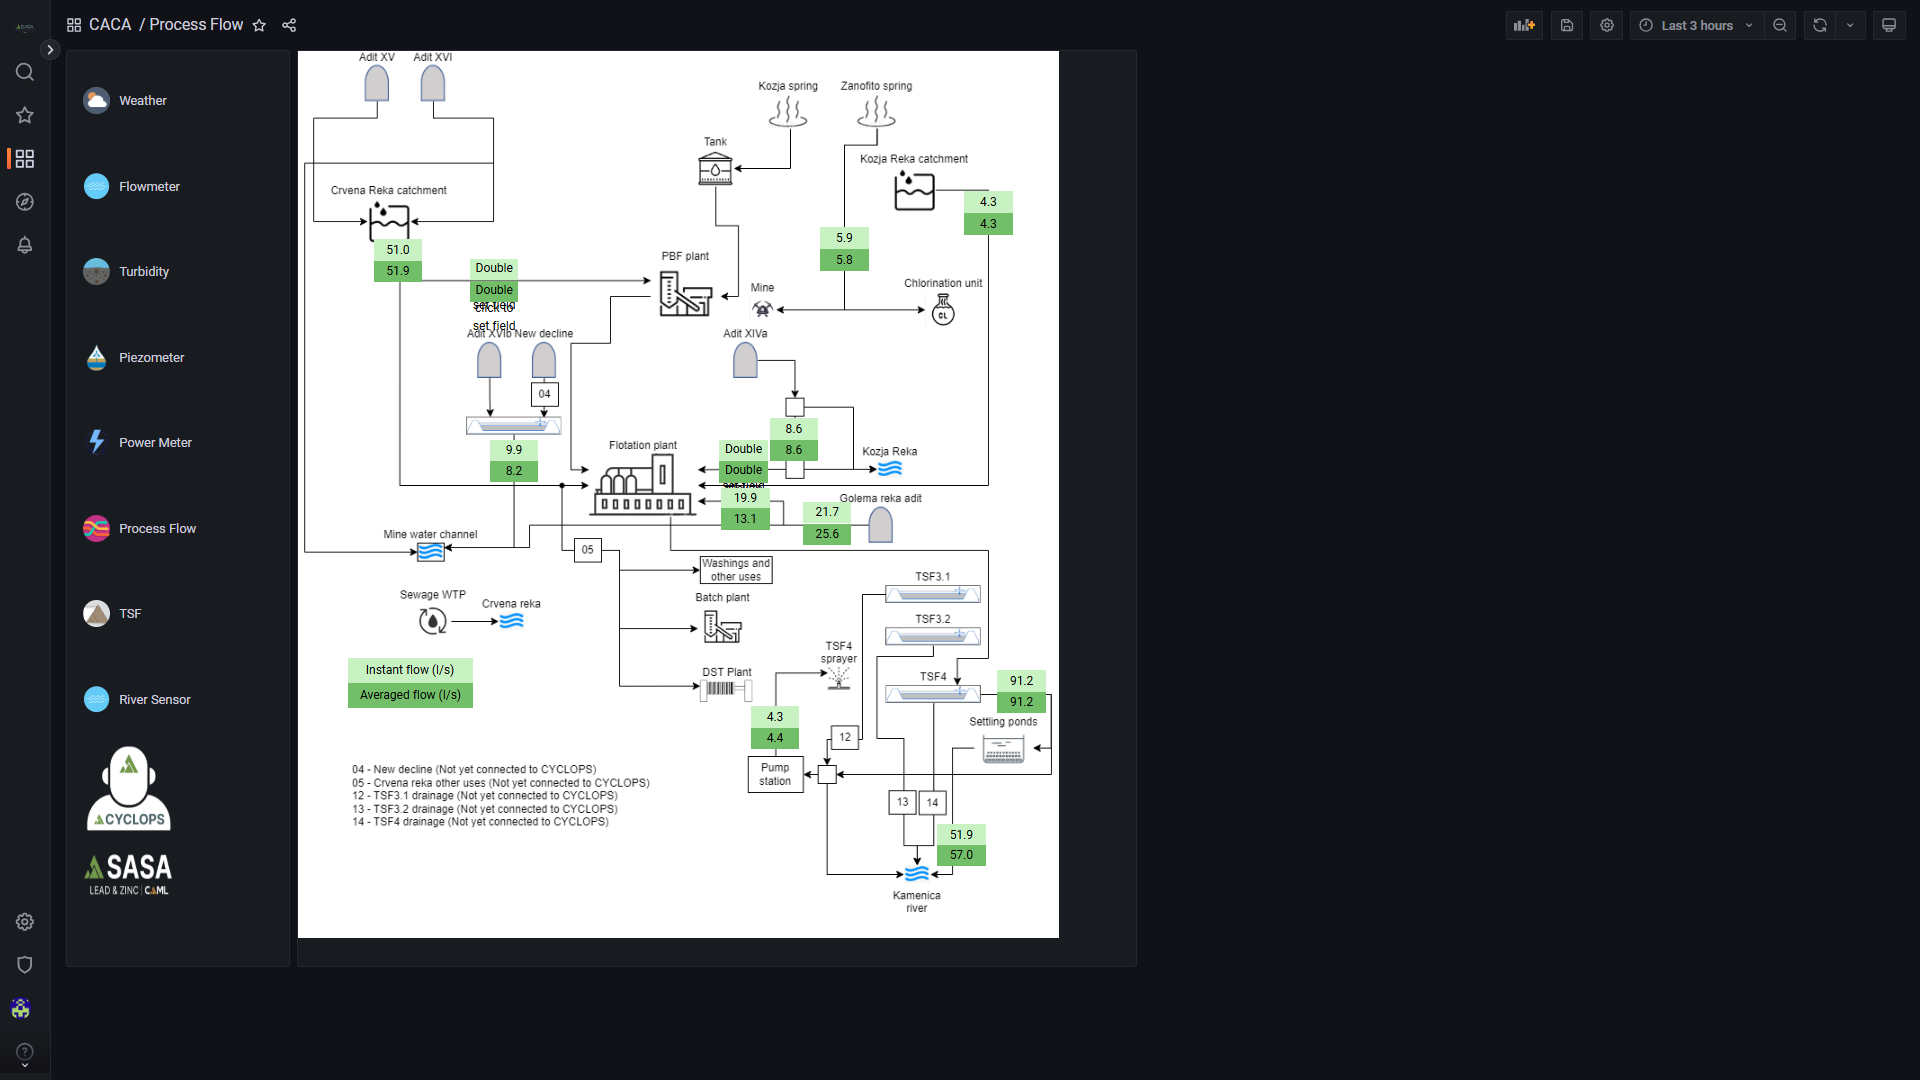 CACA / Process Flow
Last 3 hours
Weather
Flowmeter
Turbidity
Piezometer
Power Meter
Process Flow
TSF
River Sensor
CYCLOPS
SASA
LEAD & ZINC | CAML
Adit XV
Adit XVI
Kozja spring
Zanofito spring
Tank
Kozja Reka catchment
Crvena Reka catchment
4.3
4.3
5.9
5.8
51.0
51.9
Double
Double
click to
set field
PBF plant
Mine
Chlorination unit
CL
Adit XVIb
New decline
Adit XIVa
04
8.6
8.6
9.9
8.2
Flotation plant
Double
Double
Kozja Reka
19.9
13.1
Golema reka adit
21.7
25.6
Mine water channel
05
Washings and
other uses
Sewage WTP
Crvena reka
Batch plant
TSF3.1
TSF3.2
TSF4
sprayer
DST Plant
TSF4
91.2
91.2
Instant flow (l/s)
Averaged flow (l/s)
4.3
4.4
12
Settling ponds
Pump
station
04 - New decline (Not yet connected to CYCLOPS)
05 - Crvena reka other uses (Not yet connected to CYCLOPS)
12 - TSF3.1 drainage (Not yet connected to CYCLOPS)
13 - TSF3.2 drainage (Not yet connected to CYCLOPS)
14 - TSF4 drainage (Not yet connected to CYCLOPS)
13
14
51.9
57.0
Kamenica
river